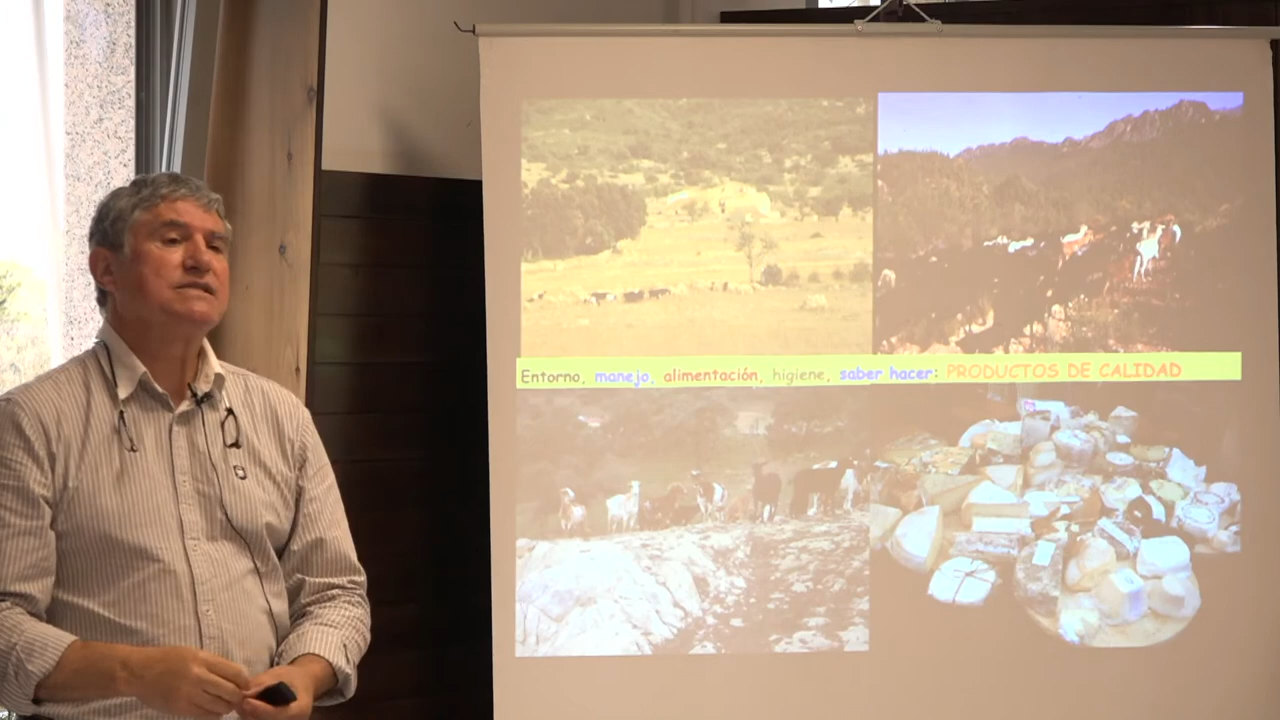 Entorno, manejo, alimentación, higiene, saber hacer: PRODUCTOS DE CALIDAD